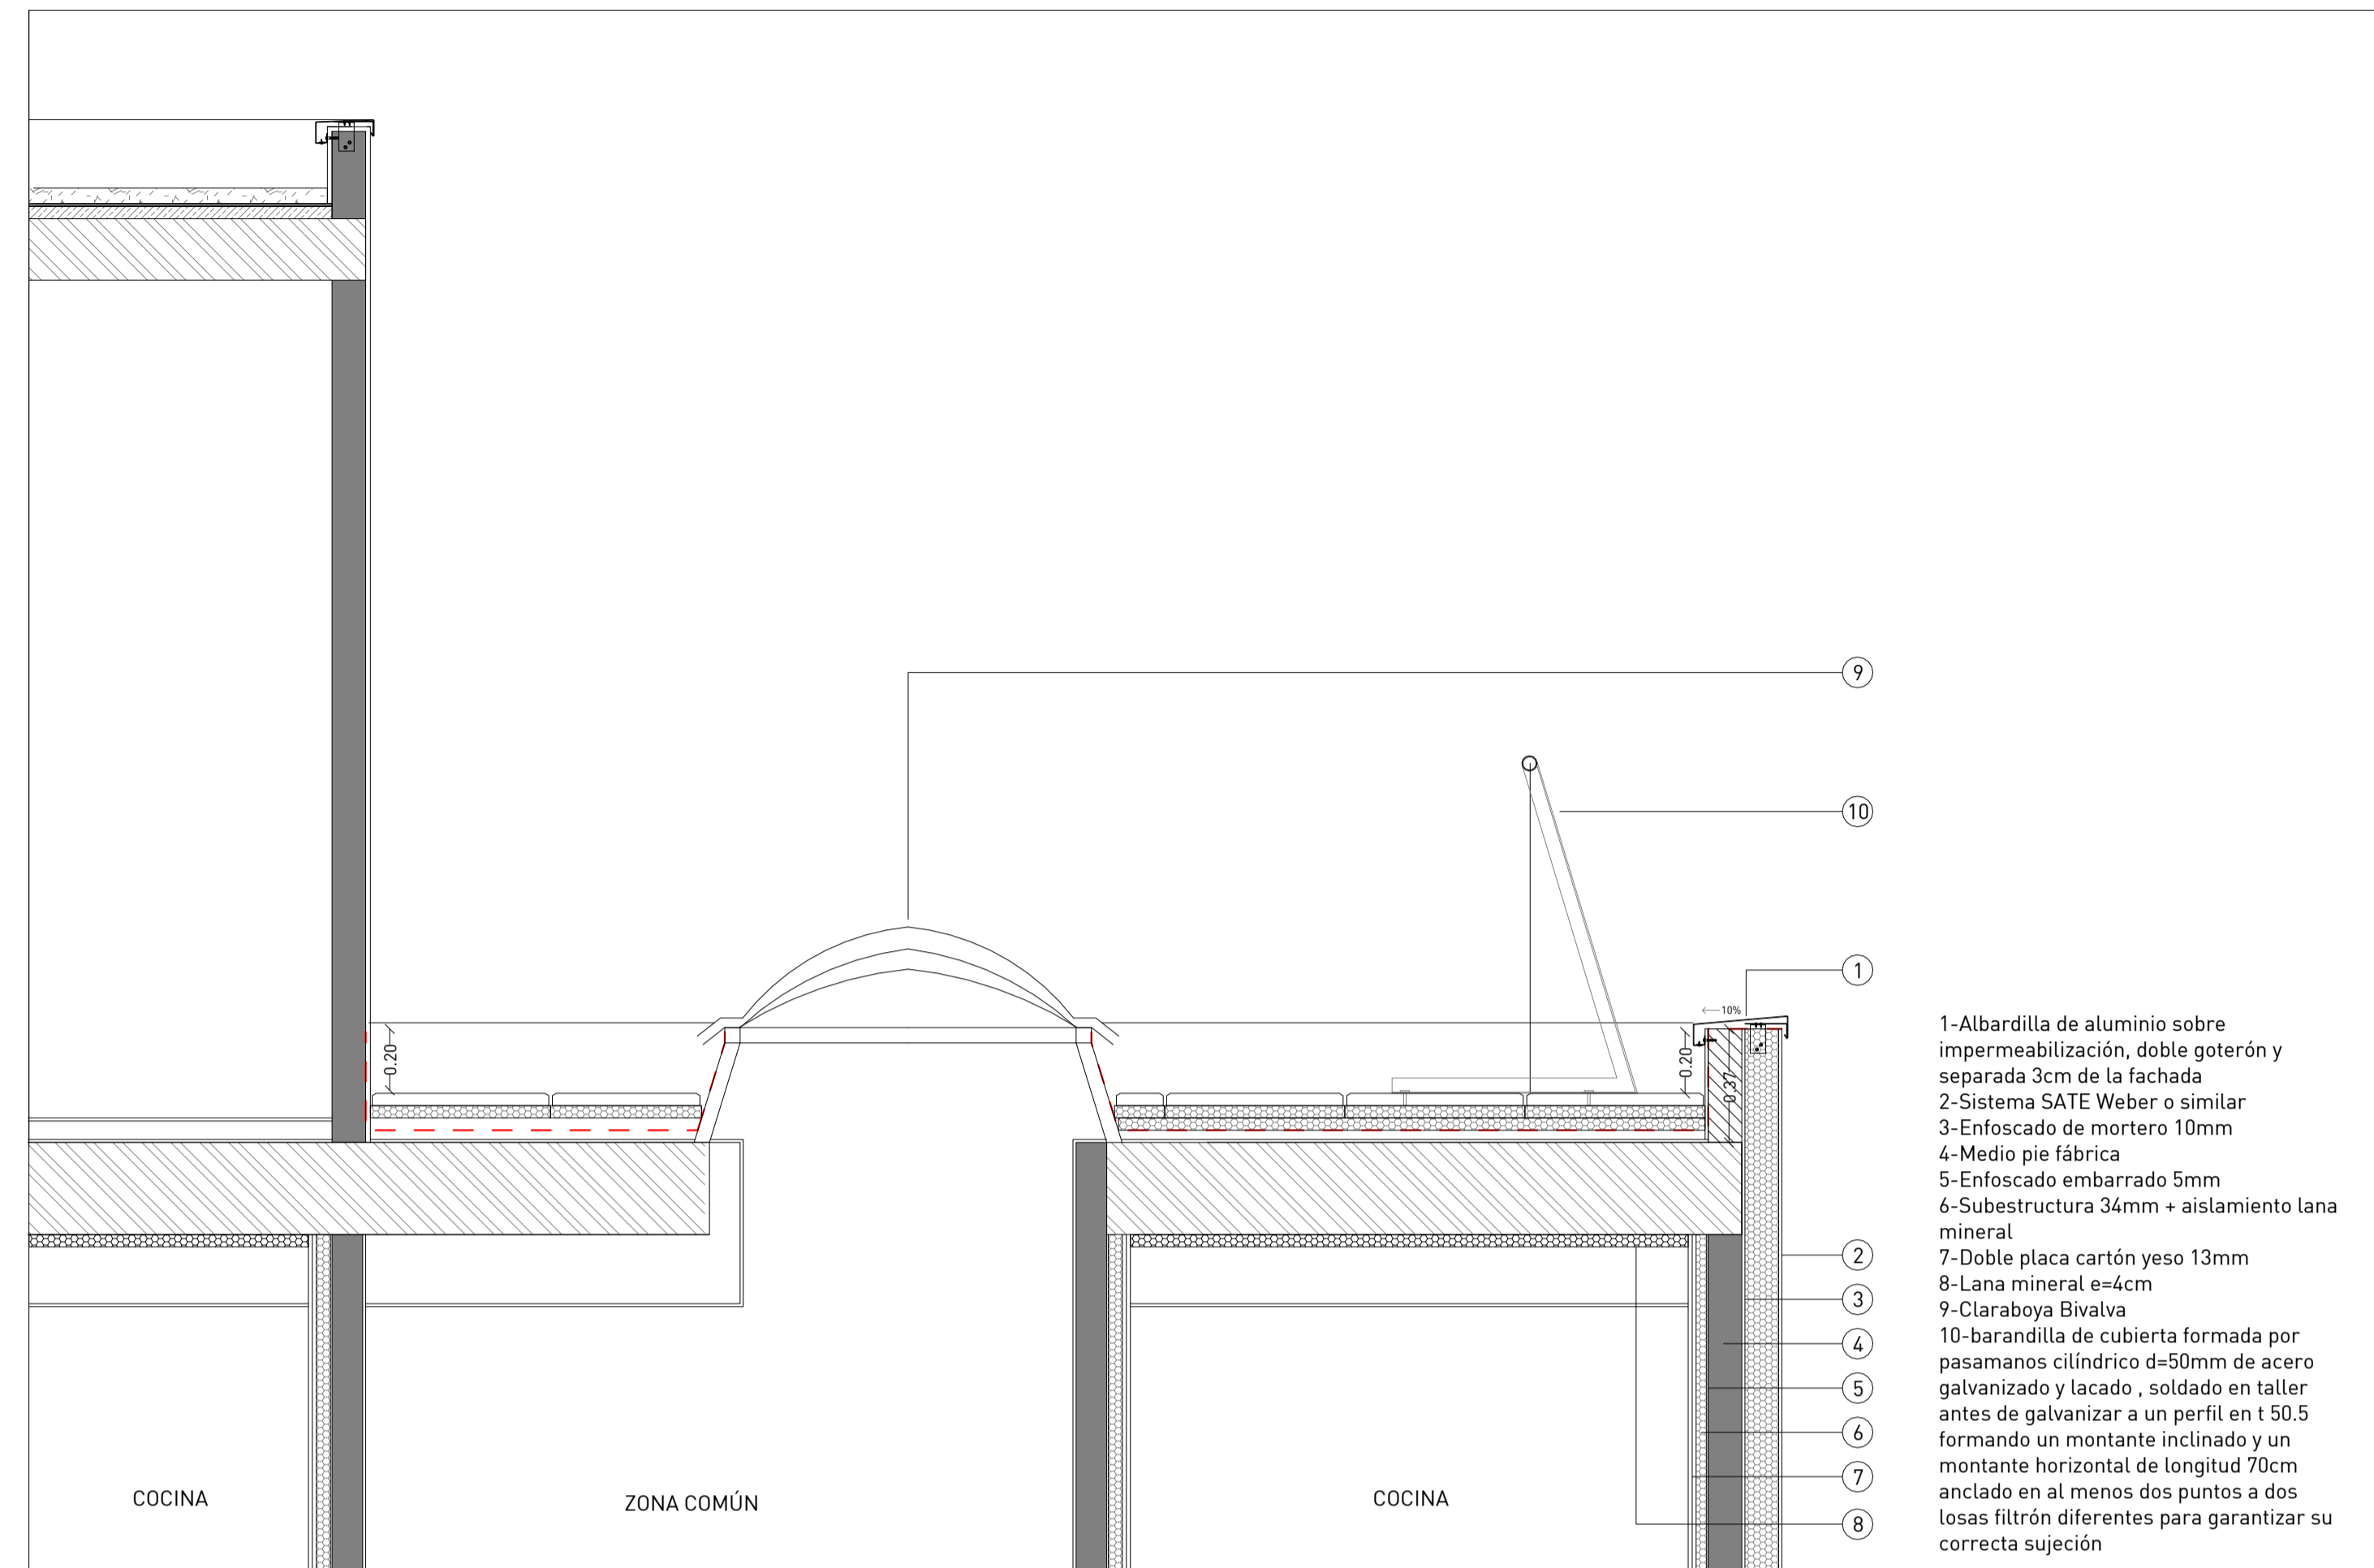 9
10
1
10%
0.20
0.20
0.37
2
3
4
5
6
7
8
COCINA
ZONA COMÚN
COCINA
1-Albardilla de aluminio sobre
impermeabilización, doble goterón y
separada 3cm de la fachada
2-Sistema SATE Weber o similar
3-Enfoscado de mortero 10mm
4-Medio pie fábrica
5-Enfoscado embarrado 5mm
6-Subestructura 34mm + aislamiento lana
mineral
7-Doble placa cartón yeso 13mm
8-Lana mineral e=4cm
9-Claraboya Bivalva
10-barandilla de cubierta formada por
pasamanos cilíndrico d=50mm de acero
galvanizado y lacado , soldado en taller
antes de galvanizar a un perfil en t 50.5
formando un montante inclinado y un
montante horizontal de longitud 70cm
anclado en al menos dos puntos a dos
losas filtrón diferentes para garantizar su
correcta sujeción